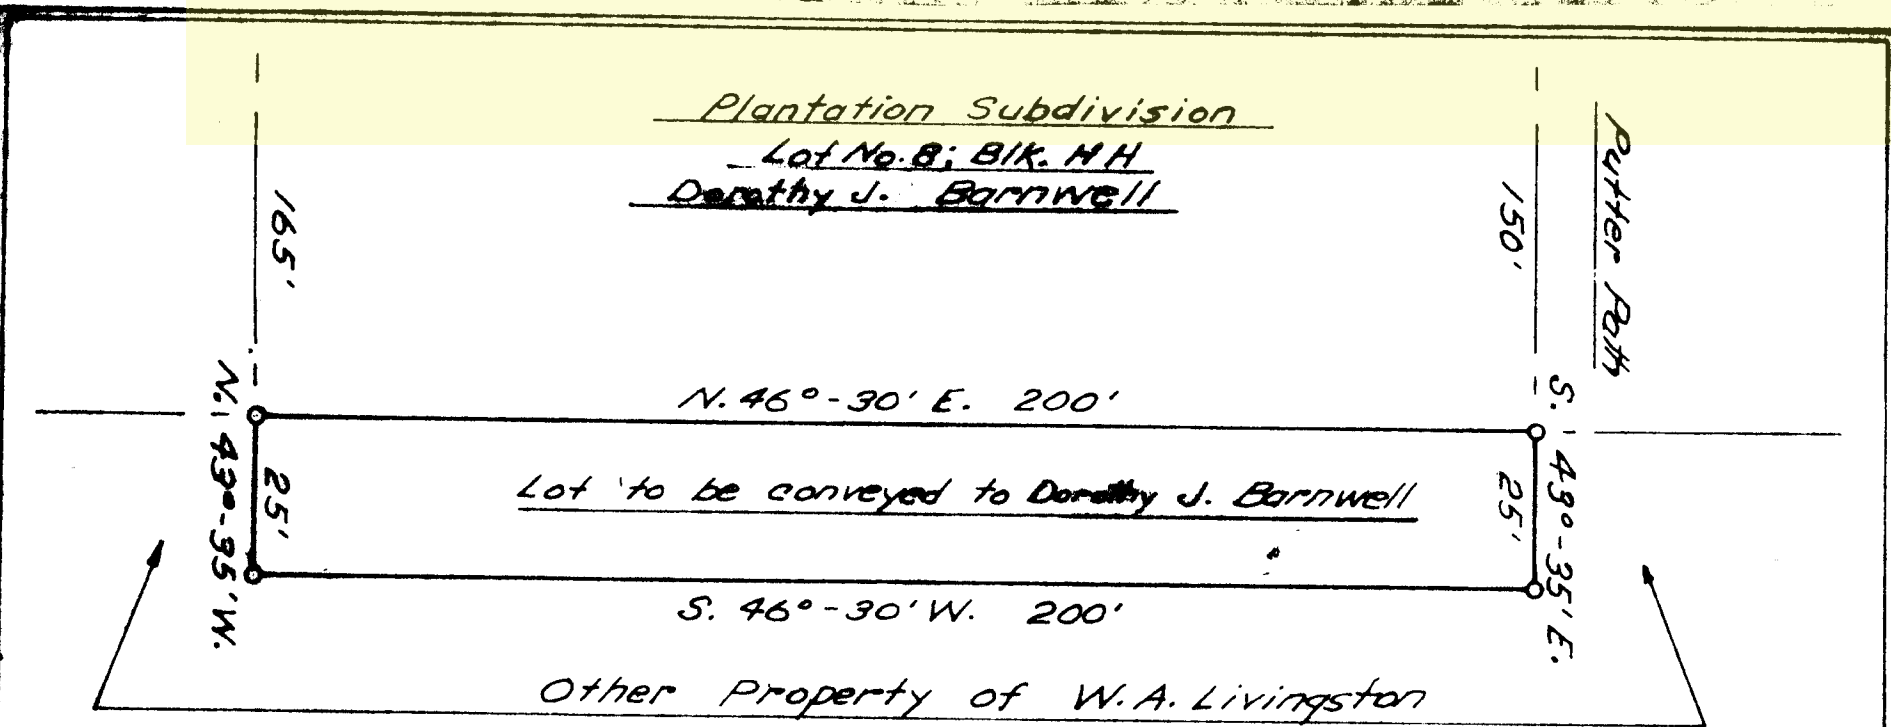 Plantation Subdivision
Lot No. 8; Blk. HH
Dorothy J. Barnwell
165'
150'
Putter Path
N. 46°-30' E. 200'
N. 43°-35' W.
25'
Lot to be conveyed to Dorothy J. Barnwell
25'
S. 43°-35' E.
S. 46°-30' W. 200'
Other Property of W.A. Livingston